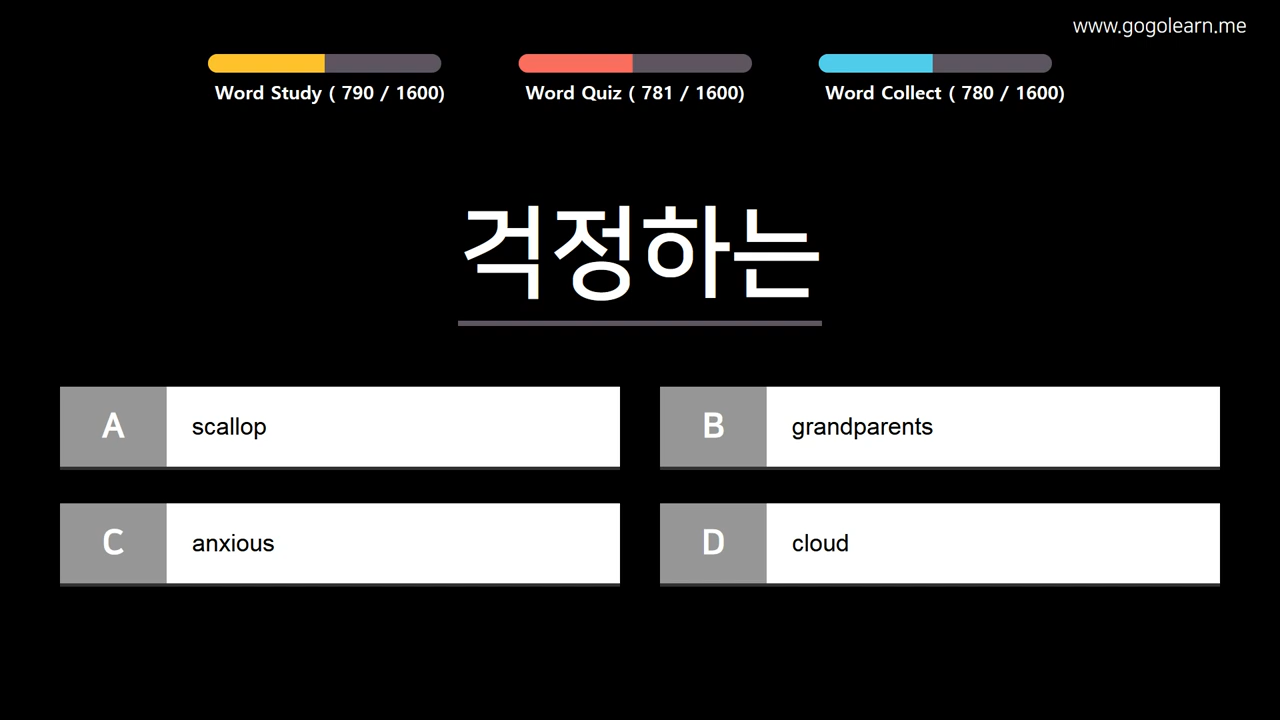 www.gogolearn.me
Word Study ( 790 / 1600)
Word Quiz ( 781 / 1600)
Word Collect ( 780 / 1600)
걱정하는
A scallop
B grandparents
C anxious
D cloud